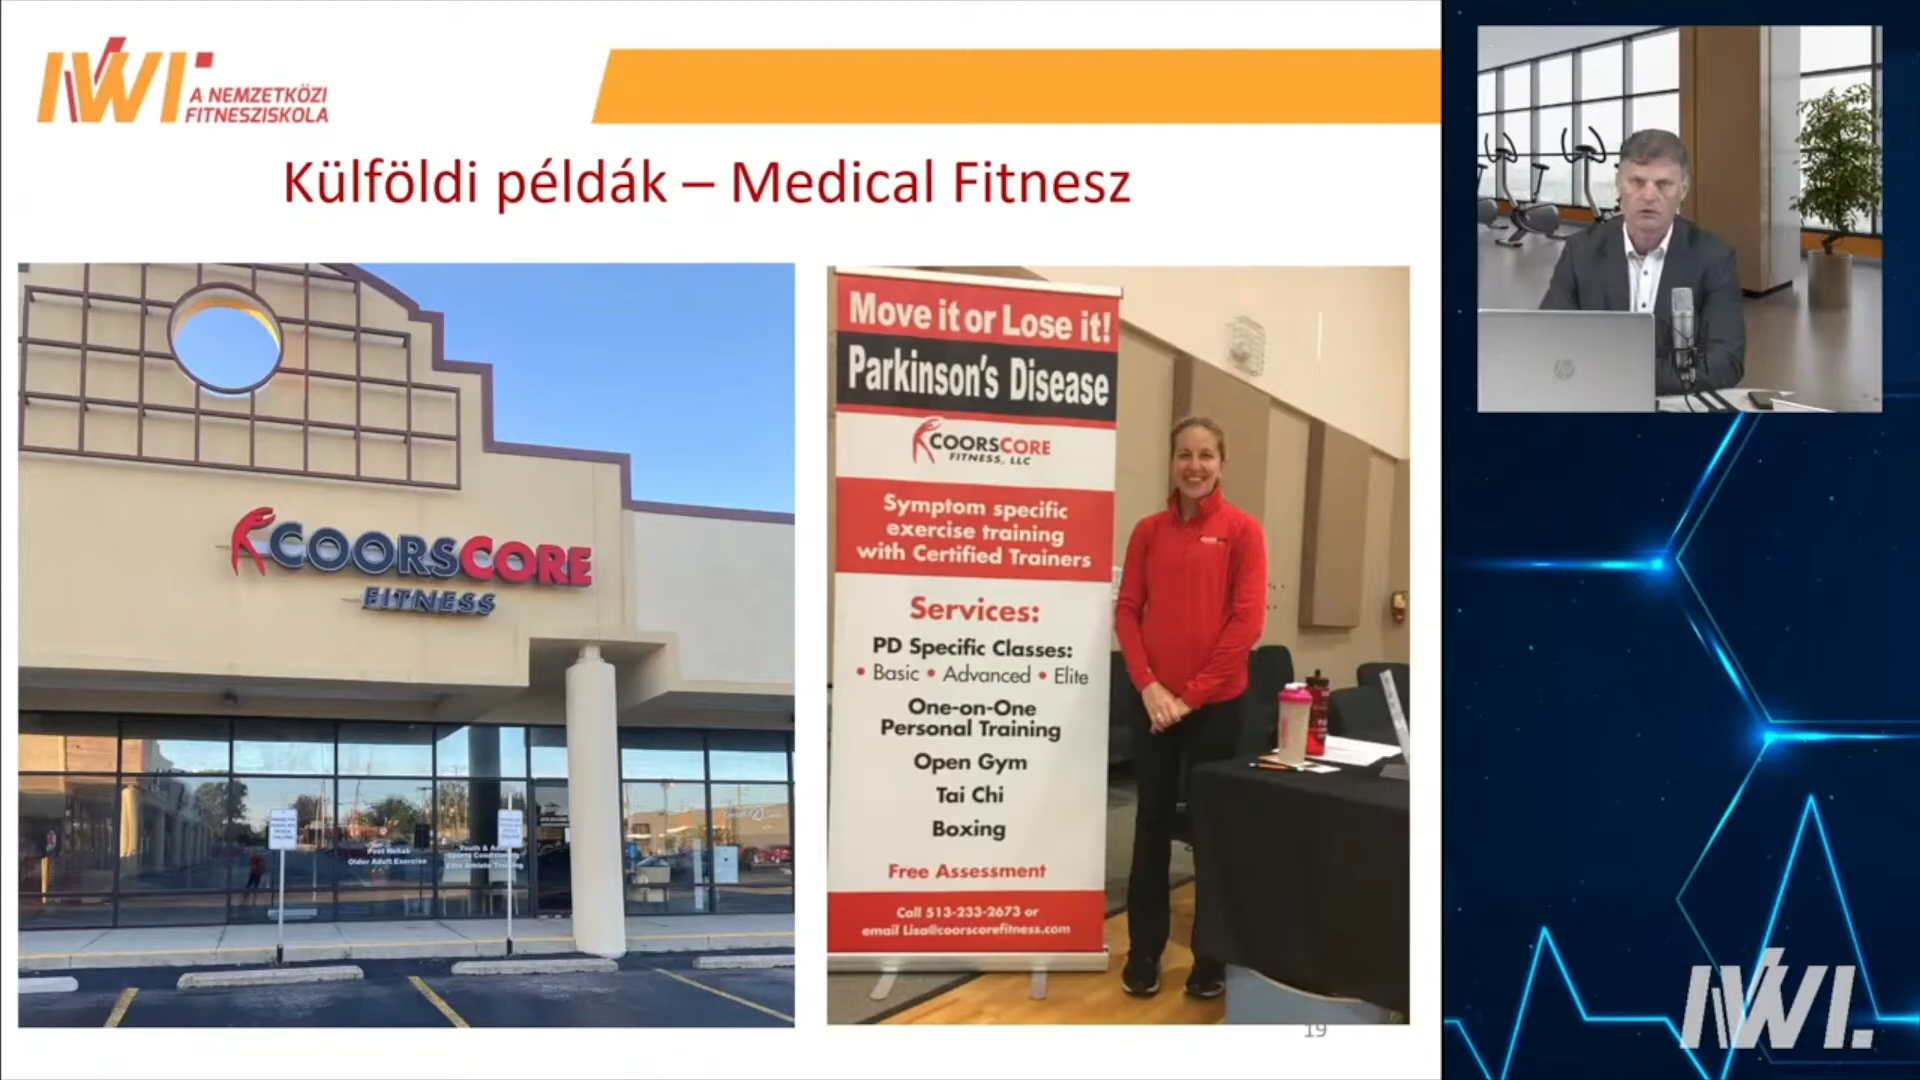 IWI
A NEMZETKÖZI
FITNESZISKOLA
Külföldi példák – Medical Fitnesz
COORSCORE
FITNESS
Post Rehab
Older Adult Exercise
Move it or Lose it!
Parkinson's Disease
COORSCORE
FITNESS, LLC
Symptom specific
exercise training
with Certified Trainers
Services:
PD Specific Classes:
• Basic • Advanced • Elite
One-on-One
Personal Training
Open Gym
Tai Chi
Boxing
Free Assessment
Call 513-233-2673 or
email Lisa@coorscorefitness.com
19
hp
IWI.